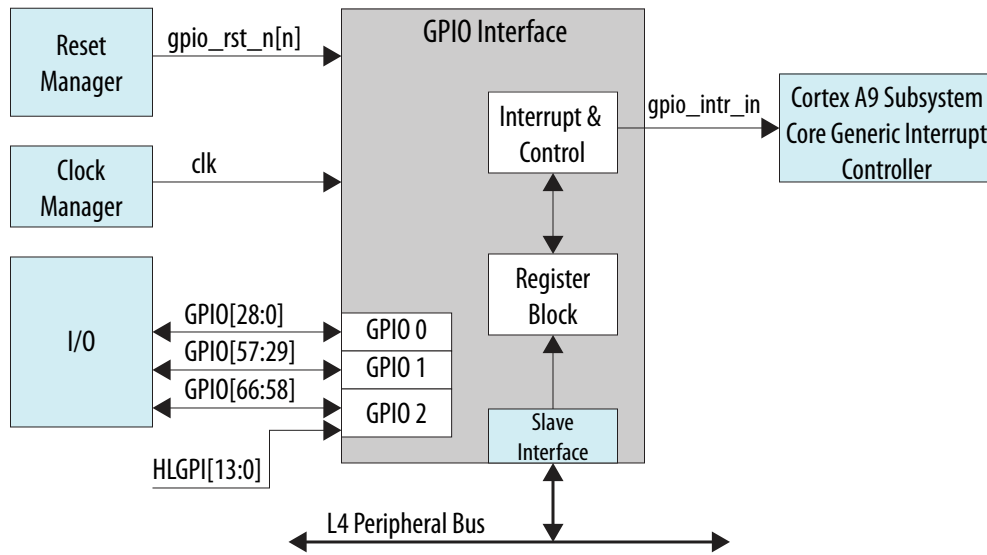 GPIO Interface
Reset
Manager
gpio_rst_n[n]
Interrupt &
Control
gpio_intr_in
Cortex A9 Subsystem
Core Generic Interrupt
Controller
Clock
Manager
clk
Register
Block
I/O
GPIO[28:0]
GPIO 0
GPIO[57:29]
GPIO 1
GPIO[66:58]
GPIO 2
Slave
Interface
HLGPI[13:0]
L4 Peripheral Bus